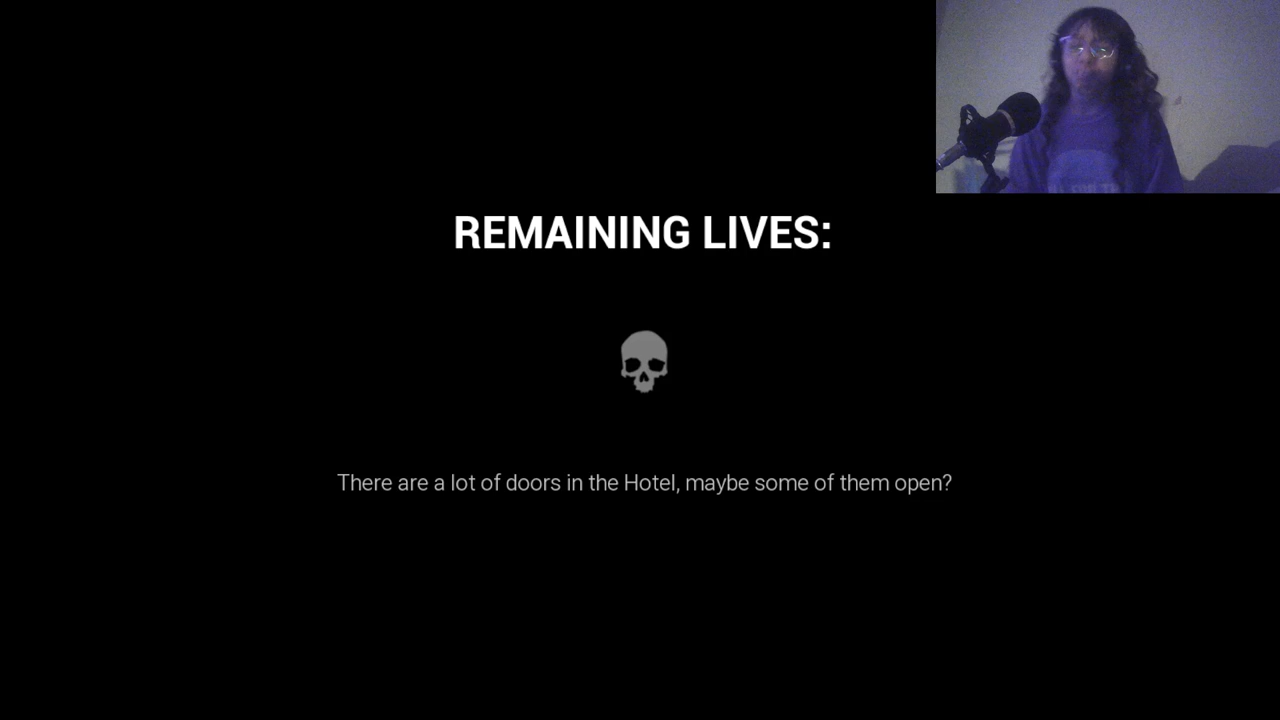 REMAINING LIVES:
There are a lot of doors in the Hotel, maybe some of them open?